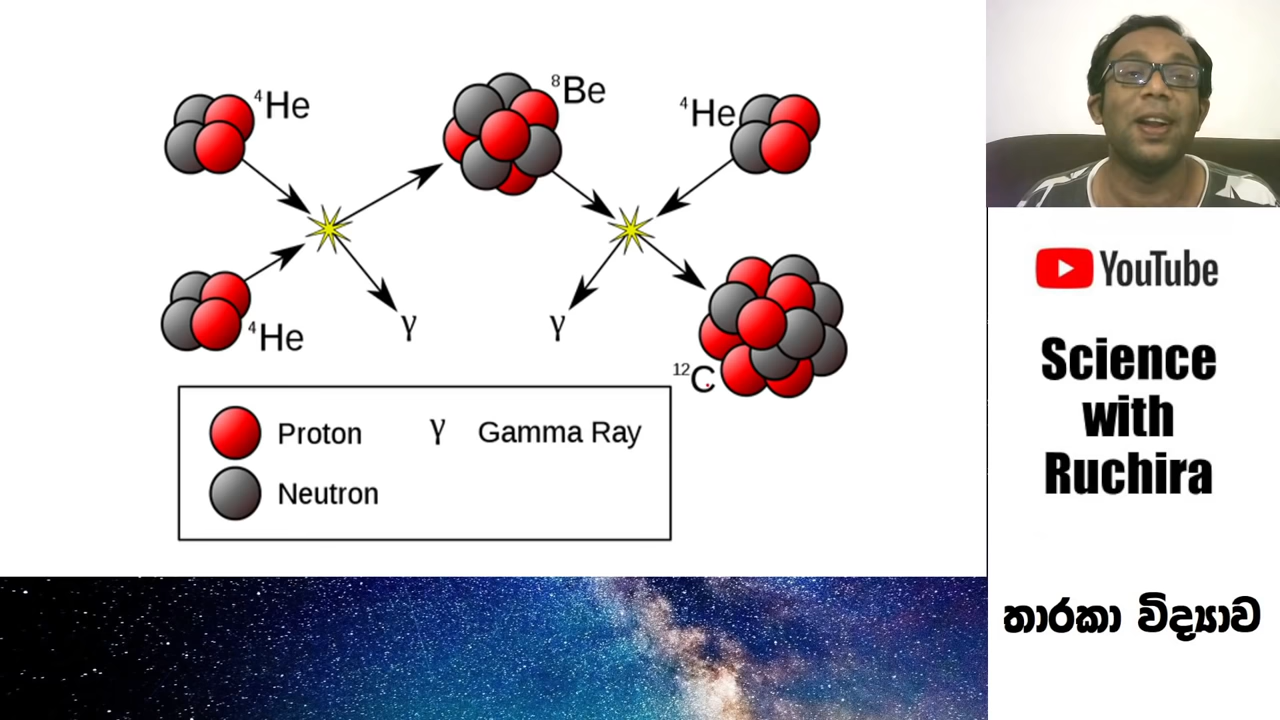 ⁴He
⁸Be
⁴He
⁴He
γ
γ
¹²C
Proton
γ Gamma Ray
Neutron
YouTube
Science
with
Ruchira
තාරකා විද්‍යාව